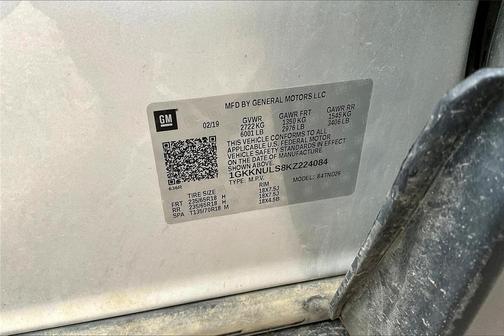 MFD BY GENERAL MOTORS LLC
GM
02/19
GVWR GAWR FRT GAWR RR
2722 KG 1350 KG 1545 KG
6001 LB 2976 LB 3406 LB
THIS VEHICLE CONFORMS TO ALL
APPLICABLE U.S. FEDERAL MOTOR
VEHICLE SAFETY STANDARDS IN EFFECT
ON THE DATE OF MANUFACTURE
SHOWN ABOVE.
1GKKNULS8KZ224084
TYPE: M.P.V.
TIRE SIZE RIM
FRT 235/65R18 H 18X7.5J
RR 235/65R18 H 18X7.5J
SPA T135/70R18 M 18X4.5B